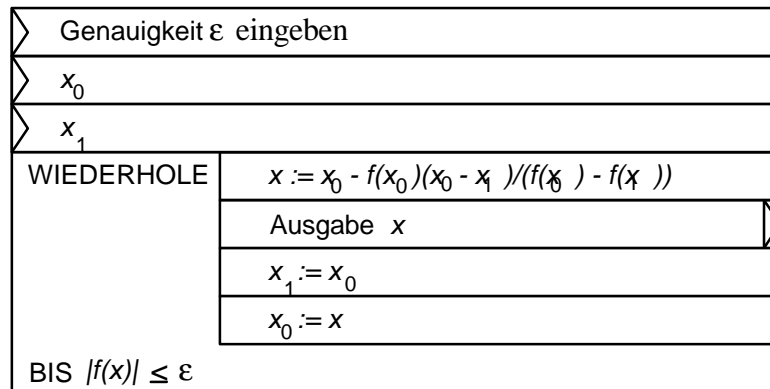 Genauigkeit ε eingeben
x₀
x₁
WIEDERHOLE x := x₀ - f(x₀)(x₀ - x₁ )/(f(x₀ ) - f(x₁ ))
Ausgabe x
x₁ := x₀
x₀ := x
BIS |f(x)| ≤ ε